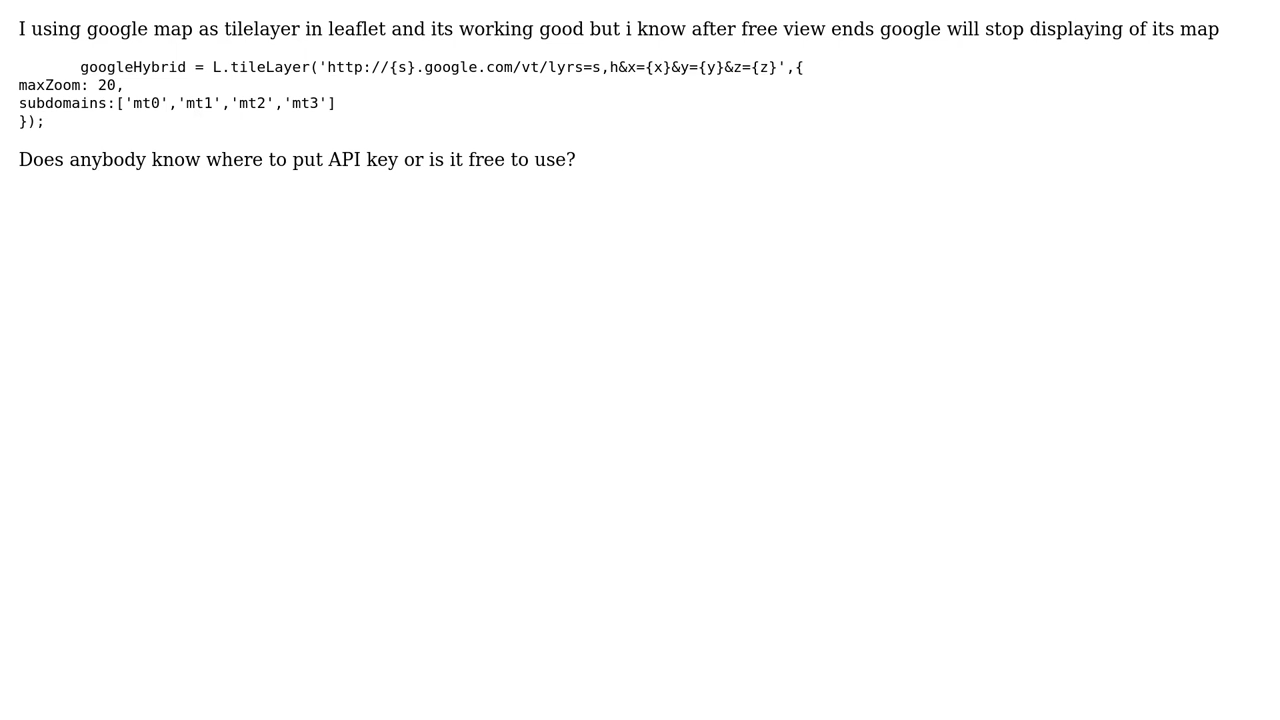 I using google map as tilelayer in leaflet and its working good but i know after free view ends google will stop displaying of its map
googleHybrid = L.tileLayer('http://{s}.google.com/vt/lyrs=s,h&x={x}&y={y}&z={z}',{
maxZoom: 20,
subdomains:['mt0','mt1','mt2','mt3']
});
Does anybody know where to put API key or is it free to use?